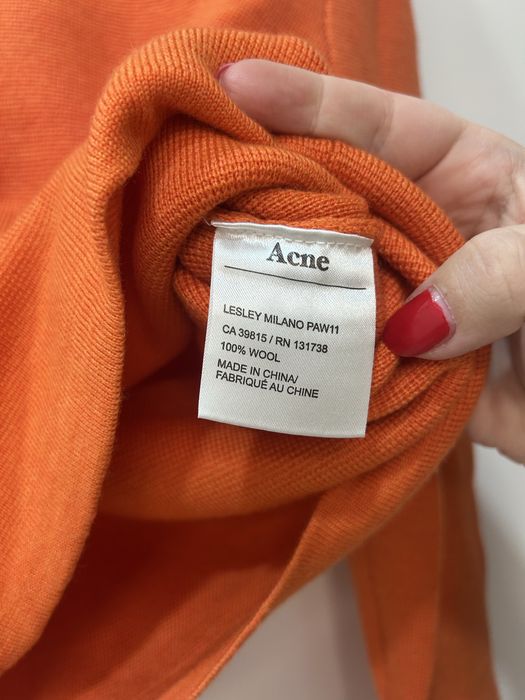 Acne
LESLEY MILANO PAW11
CA 39815 / RN 131738
100% WOOL
MADE IN CHINA/
FABRIQUÉ AU CHINE